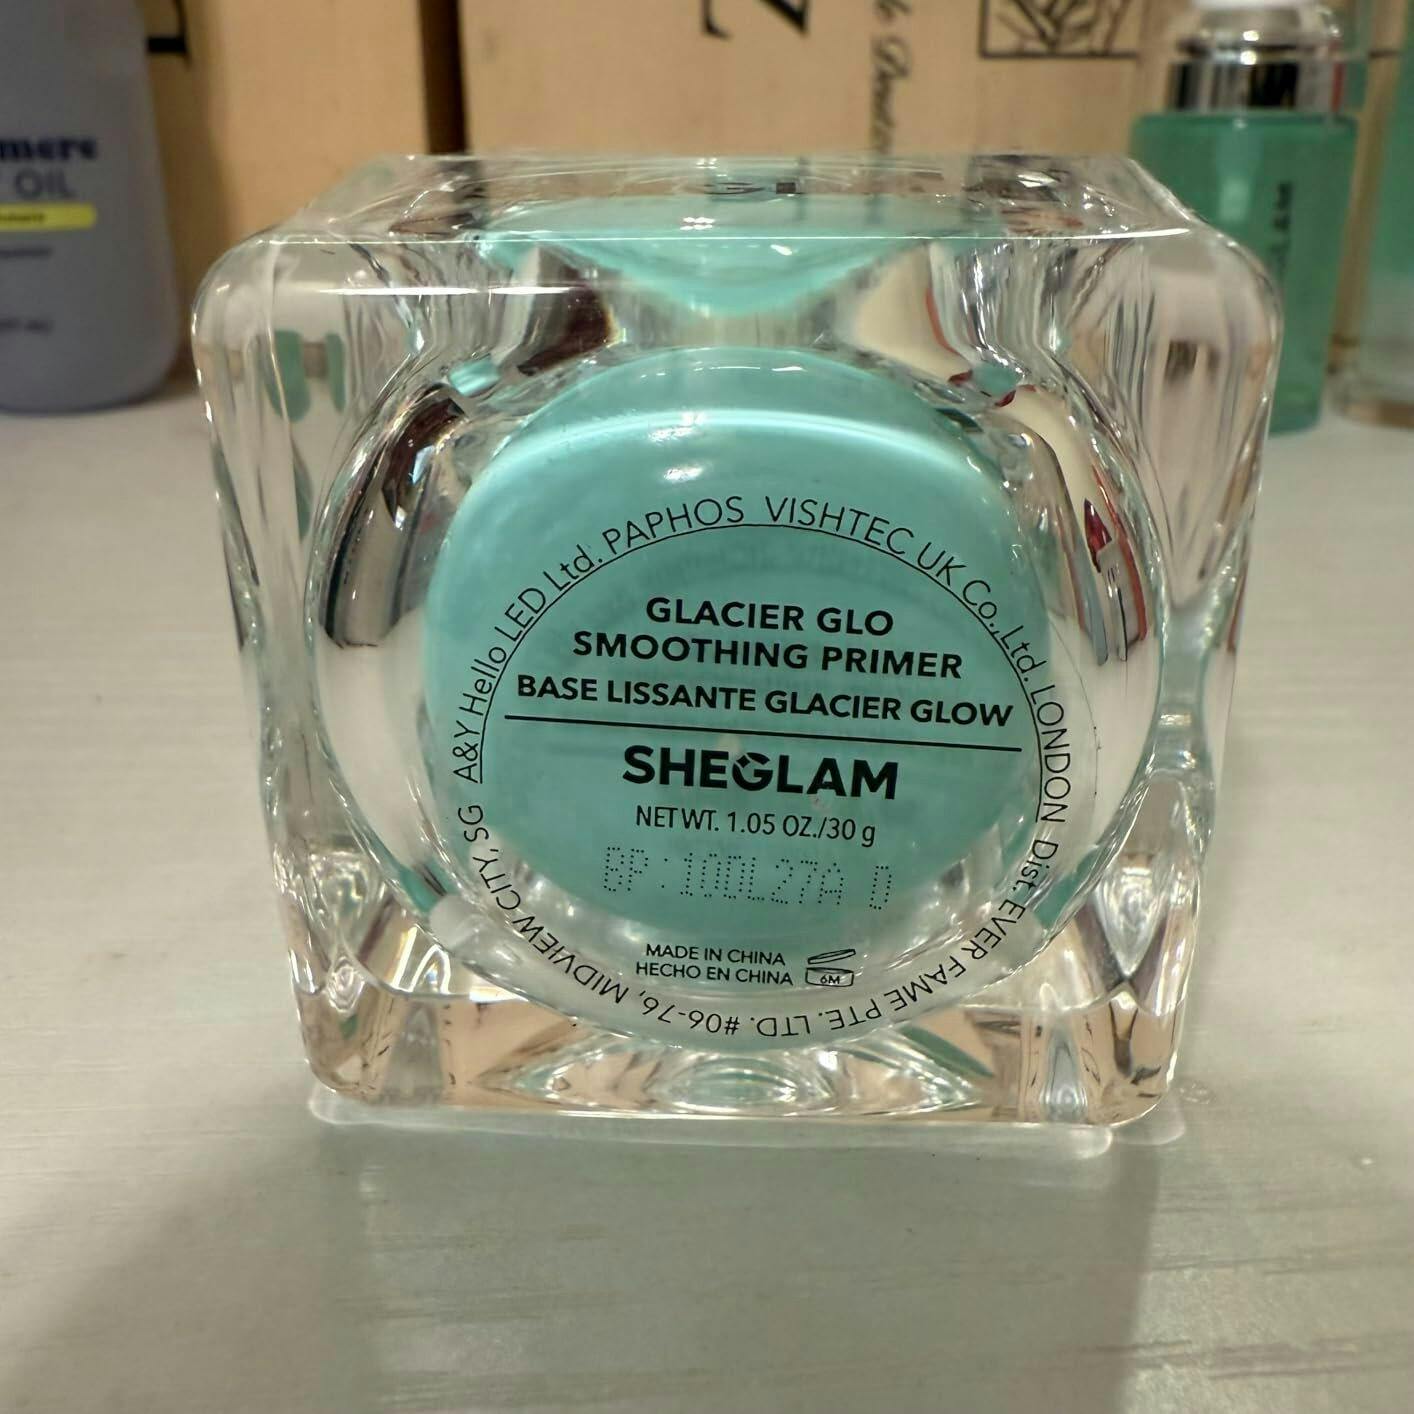 GLACIER GLO
SMOOTHING PRIMER
BASE LISSANTE GLACIER GLOW
SHEGLAM
NET WT. 1.05 OZ./30 g
BP:10DL27A D
MADE IN CHINA
HECHO EN CHINA
6M
A&Y Hello LED Ltd. PAPHOS VISHTEC UK Co.,Ltd. LONDON Dist. EVER FAME PTE. LTD. #06-76, MIDVIEW CITY, SG
OIL